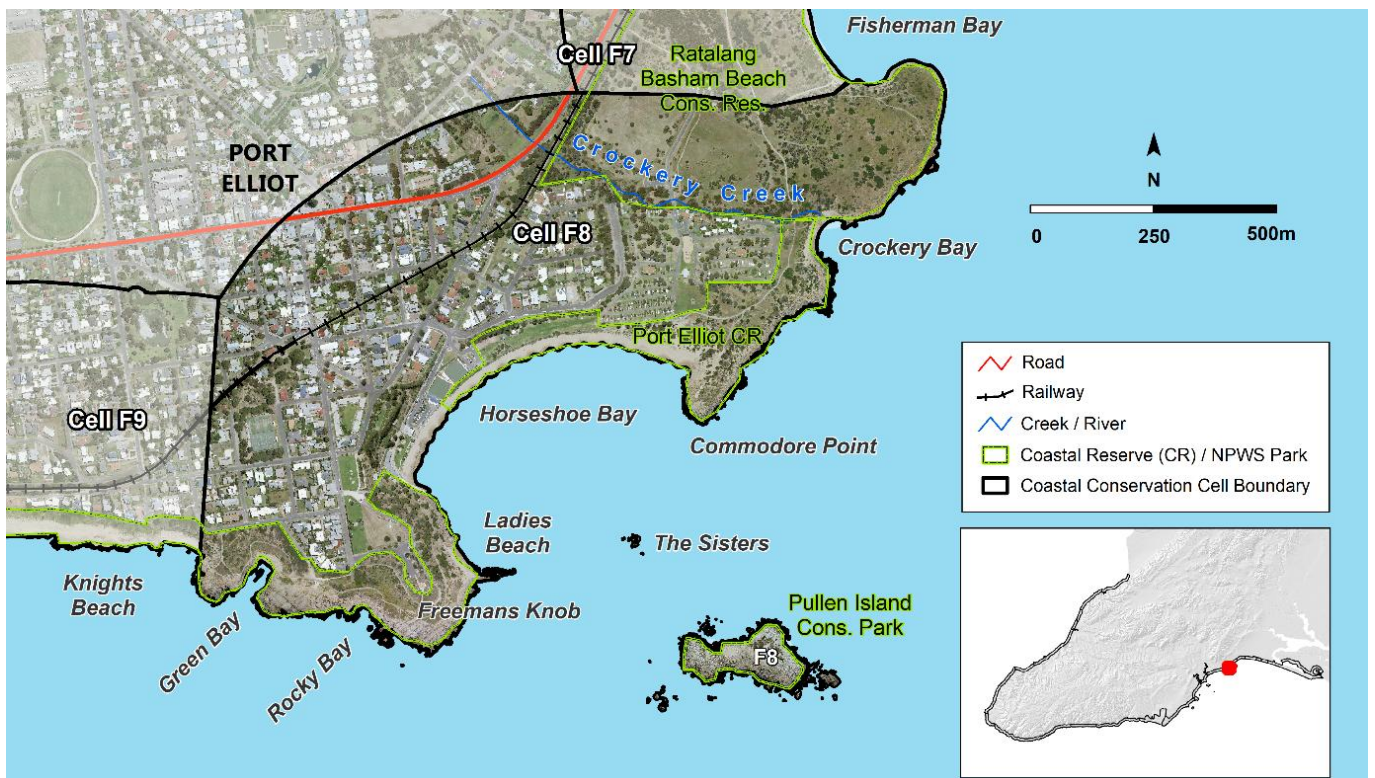 Fisherman Bay
Cell F7
Ratalang
Basham Beach
Cons. Res.
PORT
ELLIOT
Crockery Creek
N
0 250 500m
Cell F8
Crockery Bay
Port Elliot CR
Cell F9
Horseshoe Bay
Commodore Point
Road
Railway
Creek / River
Coastal Reserve (CR) / NPWS Park
Coastal Conservation Cell Boundary
Ladies
Beach
The Sisters
Knights
Beach
Freemans Knob
Green Bay
Rocky Bay
Pullen Island
Cons. Park
F8